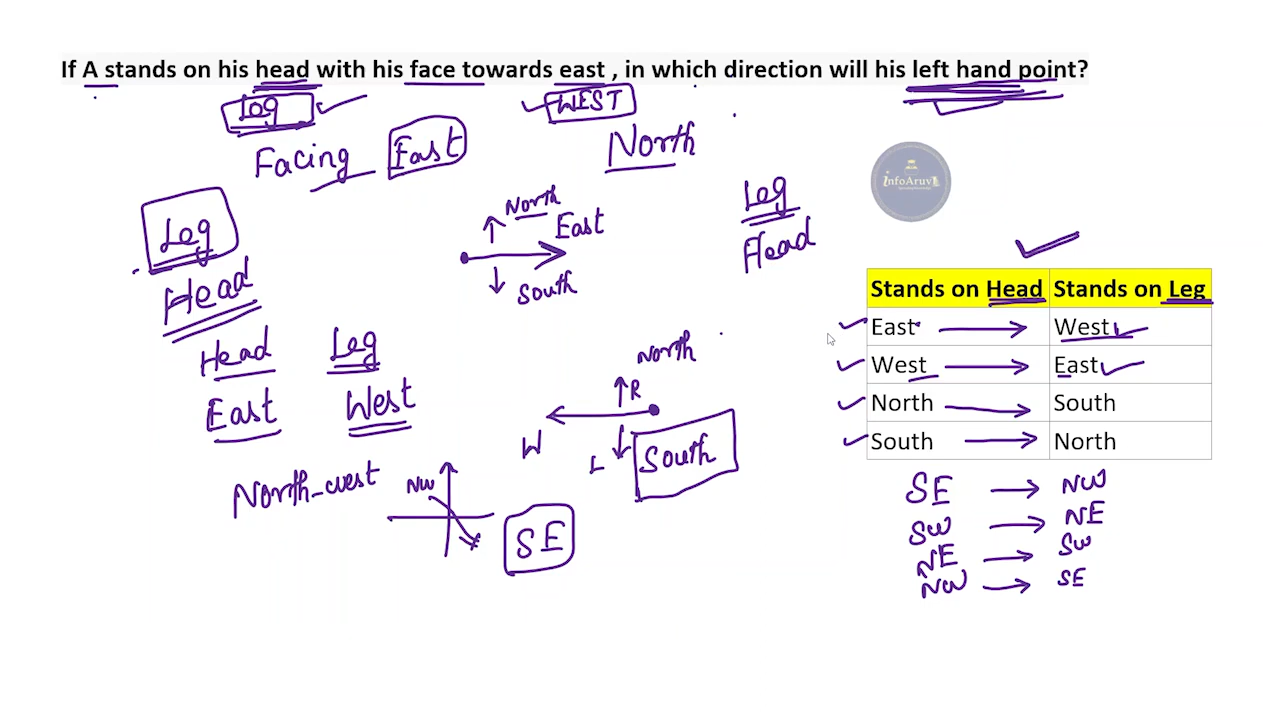 If A stands on his head with his face towards east , in which direction will his left hand point?
Leg WEST
Facing East North
Leg
Head
North
East
South
Leg
Head
InfoAruvi
Head Leg
East West
North
R
W
L South
North-west
NW
SE
Stands on Head Stands on Leg
East West
West East
North South
South North
SE NW
SW NE
NE SW
NW SE